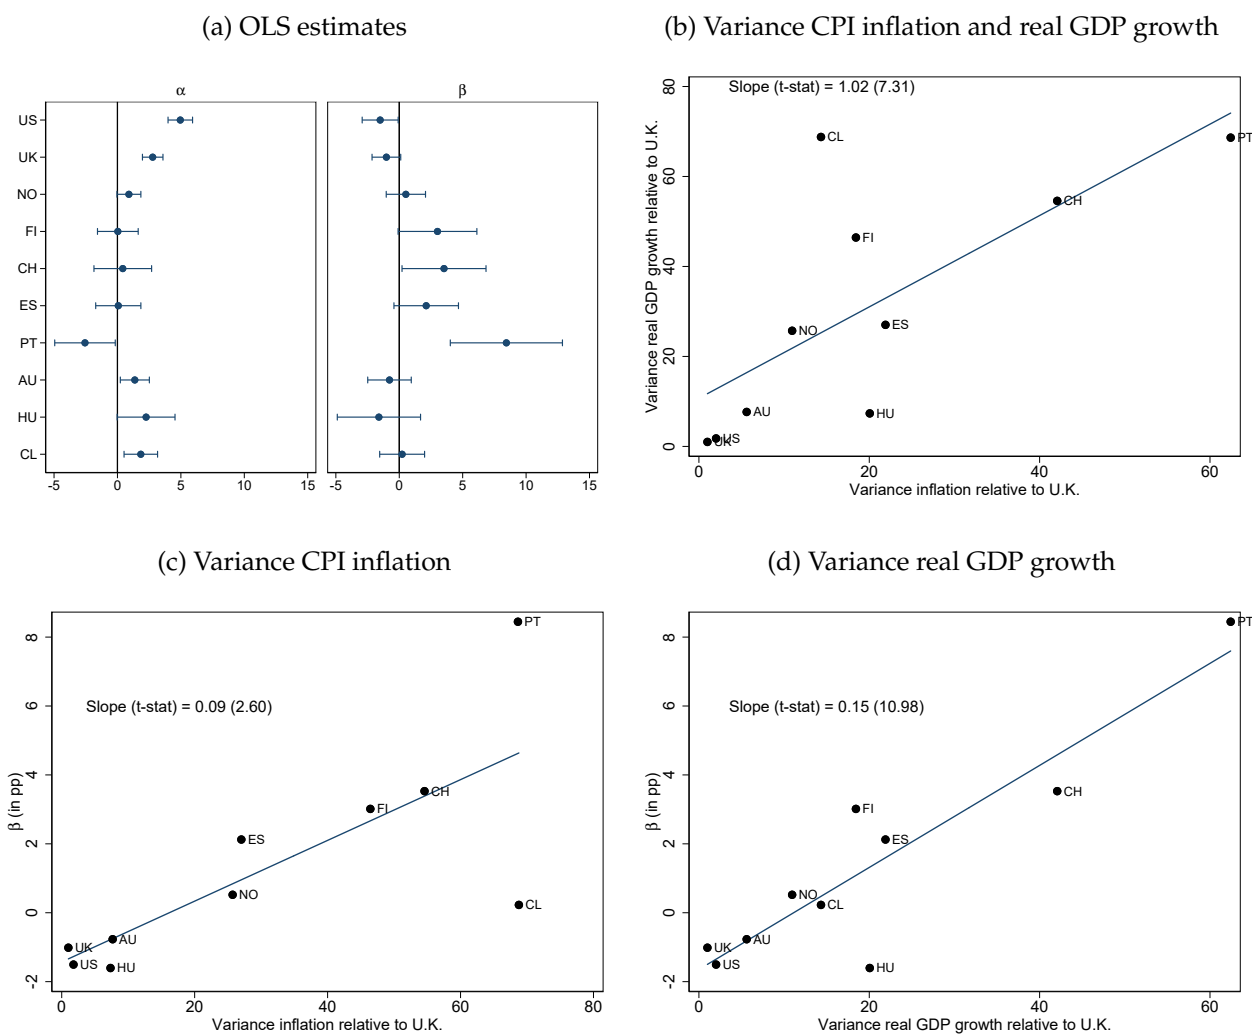 (a) OLS estimates
α
β
US
UK
NO
FI
CH
ES
PT
AU
HU
CL
-5 0 5 10 15
-5 0 5 10 15
(b) Variance CPI inflation and real GDP growth
Slope (t-stat) = 1.02 (7.31)
Variance real GDP growth relative to U.K.
80
60
40
20
0
CL
PT
CH
FI
NO
ES
AU
HU
US
UK
0 20 40 60
Variance inflation relative to U.K.
(c) Variance CPI inflation
Slope (t-stat) = 0.09 (2.60)
β (in pp)
8
6
4
2
0
-2
PT
CH
FI
ES
NO
CL
AU
UK
US
HU
0 20 40 60 80
Variance inflation relative to U.K.
(d) Variance real GDP growth
Slope (t-stat) = 0.15 (10.98)
β (in pp)
8
6
4
2
0
-2
PT
CH
FI
ES
NO
CL
AU
UK
US
HU
0 20 40 60
Variance real GDP growth relative to U.K.